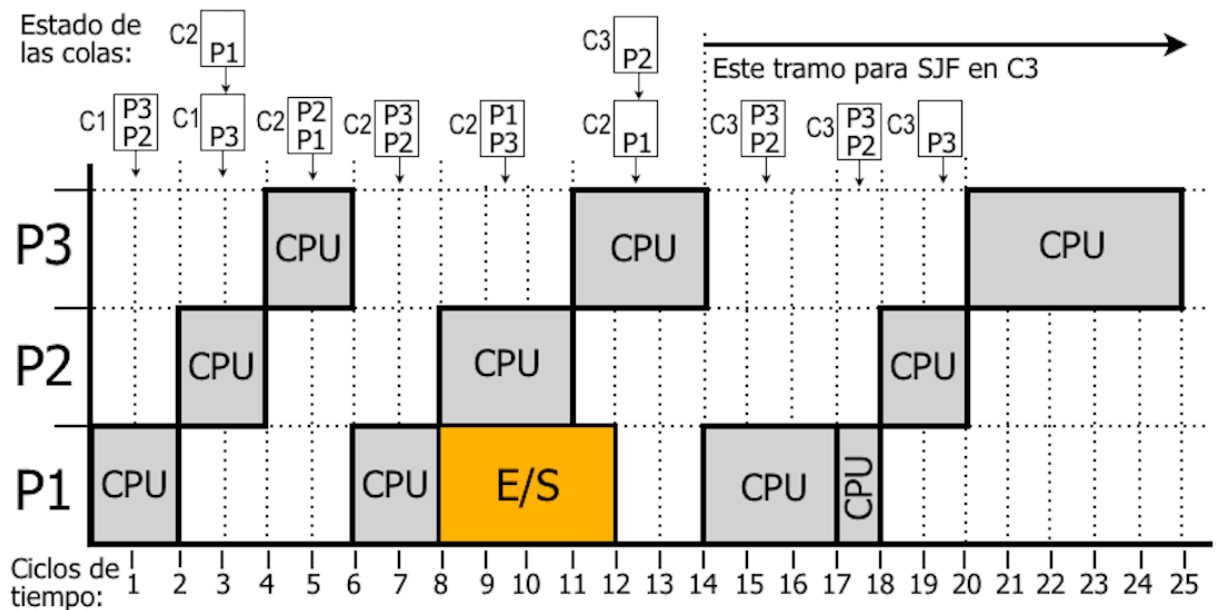 Estado de
las colas:
C2
P1
C3
P2
Este tramo para SJF en C3
C1
P3
P2
C1
P3
C2
P2
P1
C2
P3
P2
C2
P1
P3
C2
P1
C3
P3
P2
C3
P3
P2
C3
P3
P3
CPU
CPU
CPU
P2
CPU
CPU
CPU
P1
CPU
CPU
E/S
CPU
CPU
Ciclos de
tiempo:
1 2 3 4 5 6 7 8 9 10 11 12 13 14 15 16 17 18 19 20 21 22 23 24 25